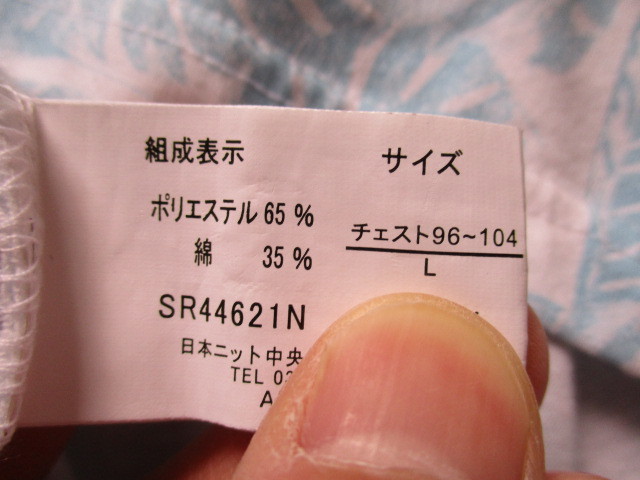 組成表示
サイズ
ポリエステル 65 %
綿 35 %
チェスト96~104
L
SR44621N
日本ニット中央
TEL 0
A